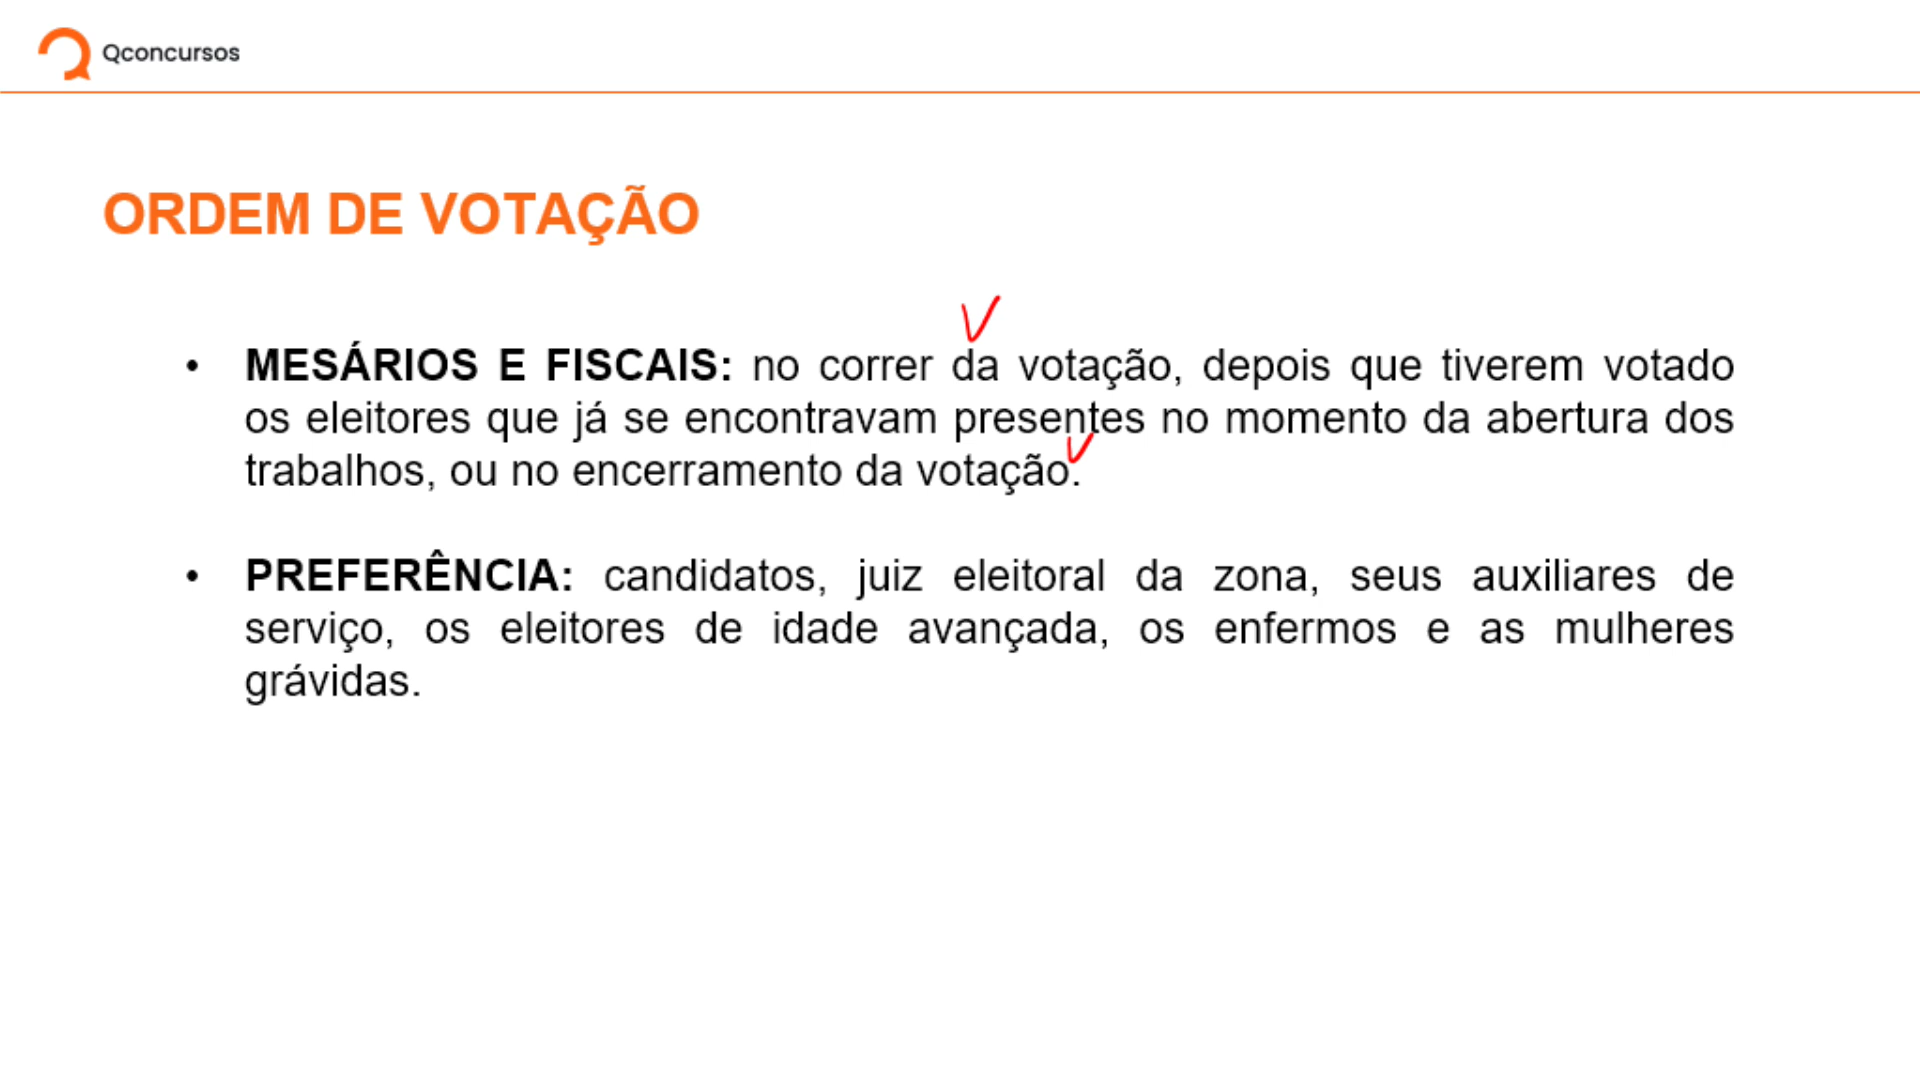 Qconcursos
ORDEM DE VOTAÇÃO
• MESÁRIOS E FISCAIS: no correr da votação, depois que tiverem votado
os eleitores que já se encontravam presentes no momento da abertura dos
trabalhos, ou no encerramento da votação.
• PREFERÊNCIA: candidatos, juiz eleitoral da zona, seus auxiliares de
serviço, os eleitores de idade avançada, os enfermos e as mulheres
grávidas.